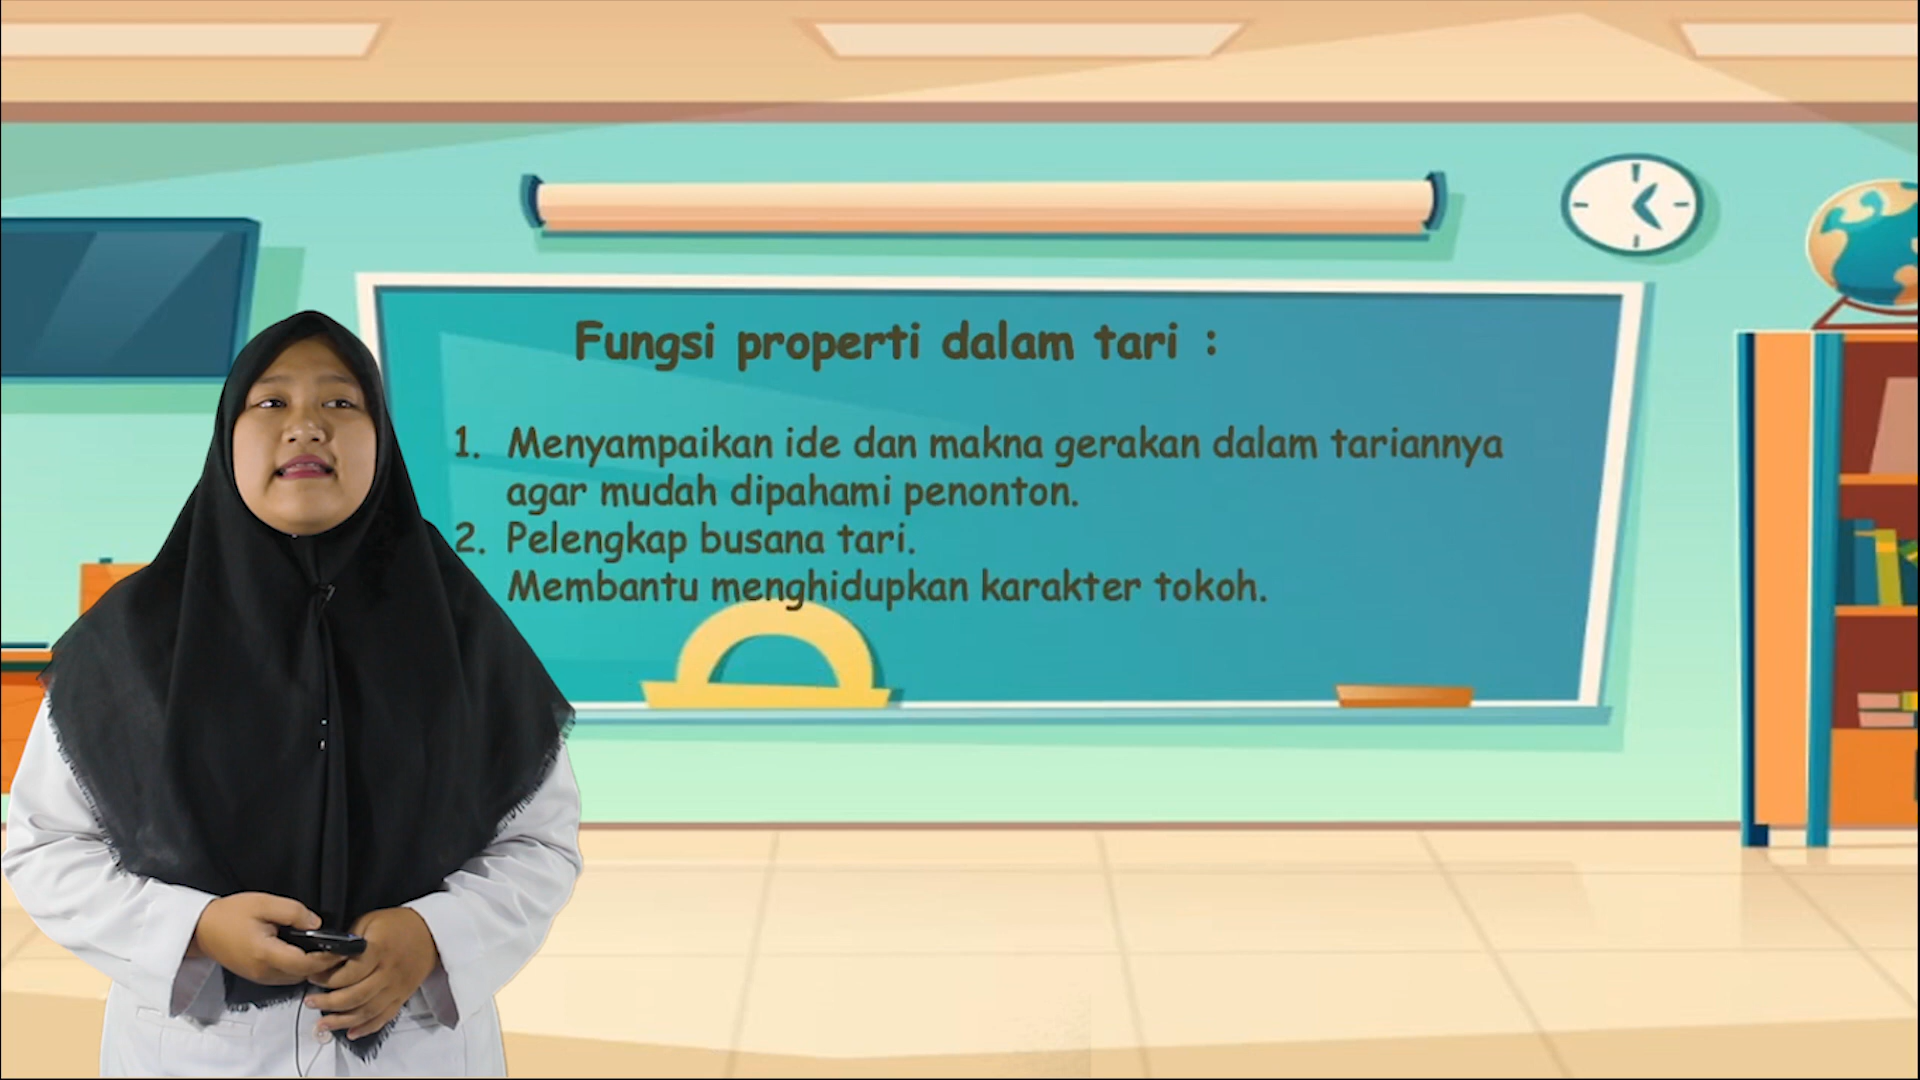 Fungsi properti dalam tari :
1. Menyampaikan ide dan makna gerakan dalam tariannya
agar mudah dipahami penonton.
2. Pelengkap busana tari.
Membantu menghidupkan karakter tokoh.